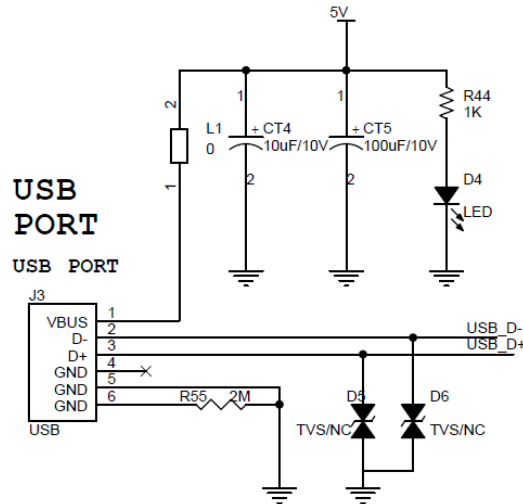 5V
2
1
1
R44
1K
L1
0
+ CT4
10uF/10V
+ CT5
100uF/10V
1
2
2
D4
LED
USB
PORT
USB PORT
J3
VBUS 1
D- 2
D+ 3
GND 4
GND 5
GND 6
USB
R55 2M
USB_D-
USB_D+
D5
TVS/NC
D6
TVS/NC